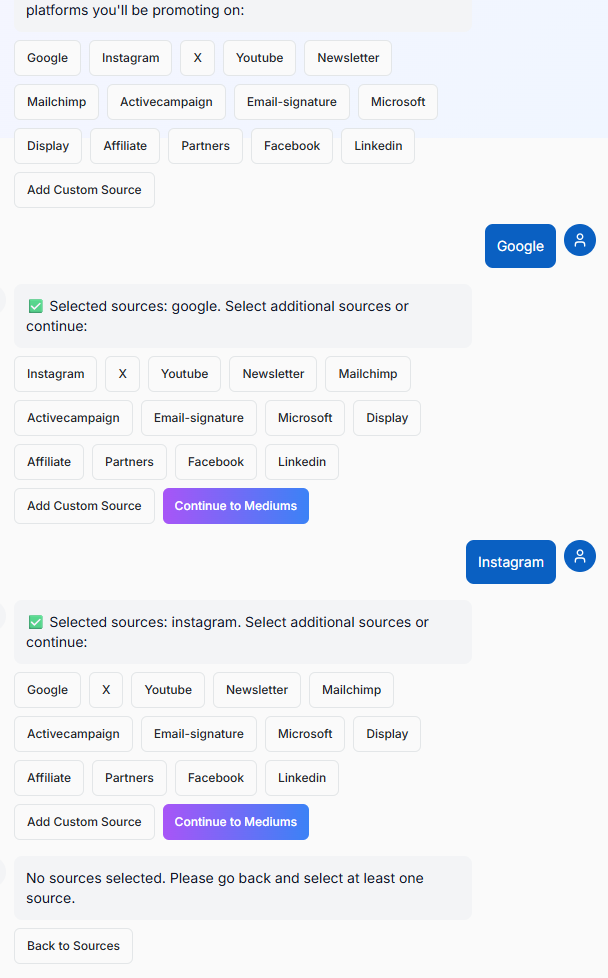 platforms you'll be promoting on:
Google Instagram X Youtube Newsletter
Mailchimp Activecampaign Email-signature Microsoft
Display Affiliate Partners Facebook Linkedin
Add Custom Source
Google
✅ Selected sources: google. Select additional sources or
continue:
Instagram X Youtube Newsletter Mailchimp
Activecampaign Email-signature Microsoft Display
Affiliate Partners Facebook Linkedin
Add Custom Source Continue to Mediums
Instagram
✅ Selected sources: instagram. Select additional sources or
continue:
Google X Youtube Newsletter Mailchimp
Activecampaign Email-signature Microsoft Display
Affiliate Partners Facebook Linkedin
Add Custom Source Continue to Mediums
No sources selected. Please go back and select at least one
source.
Back to Sources